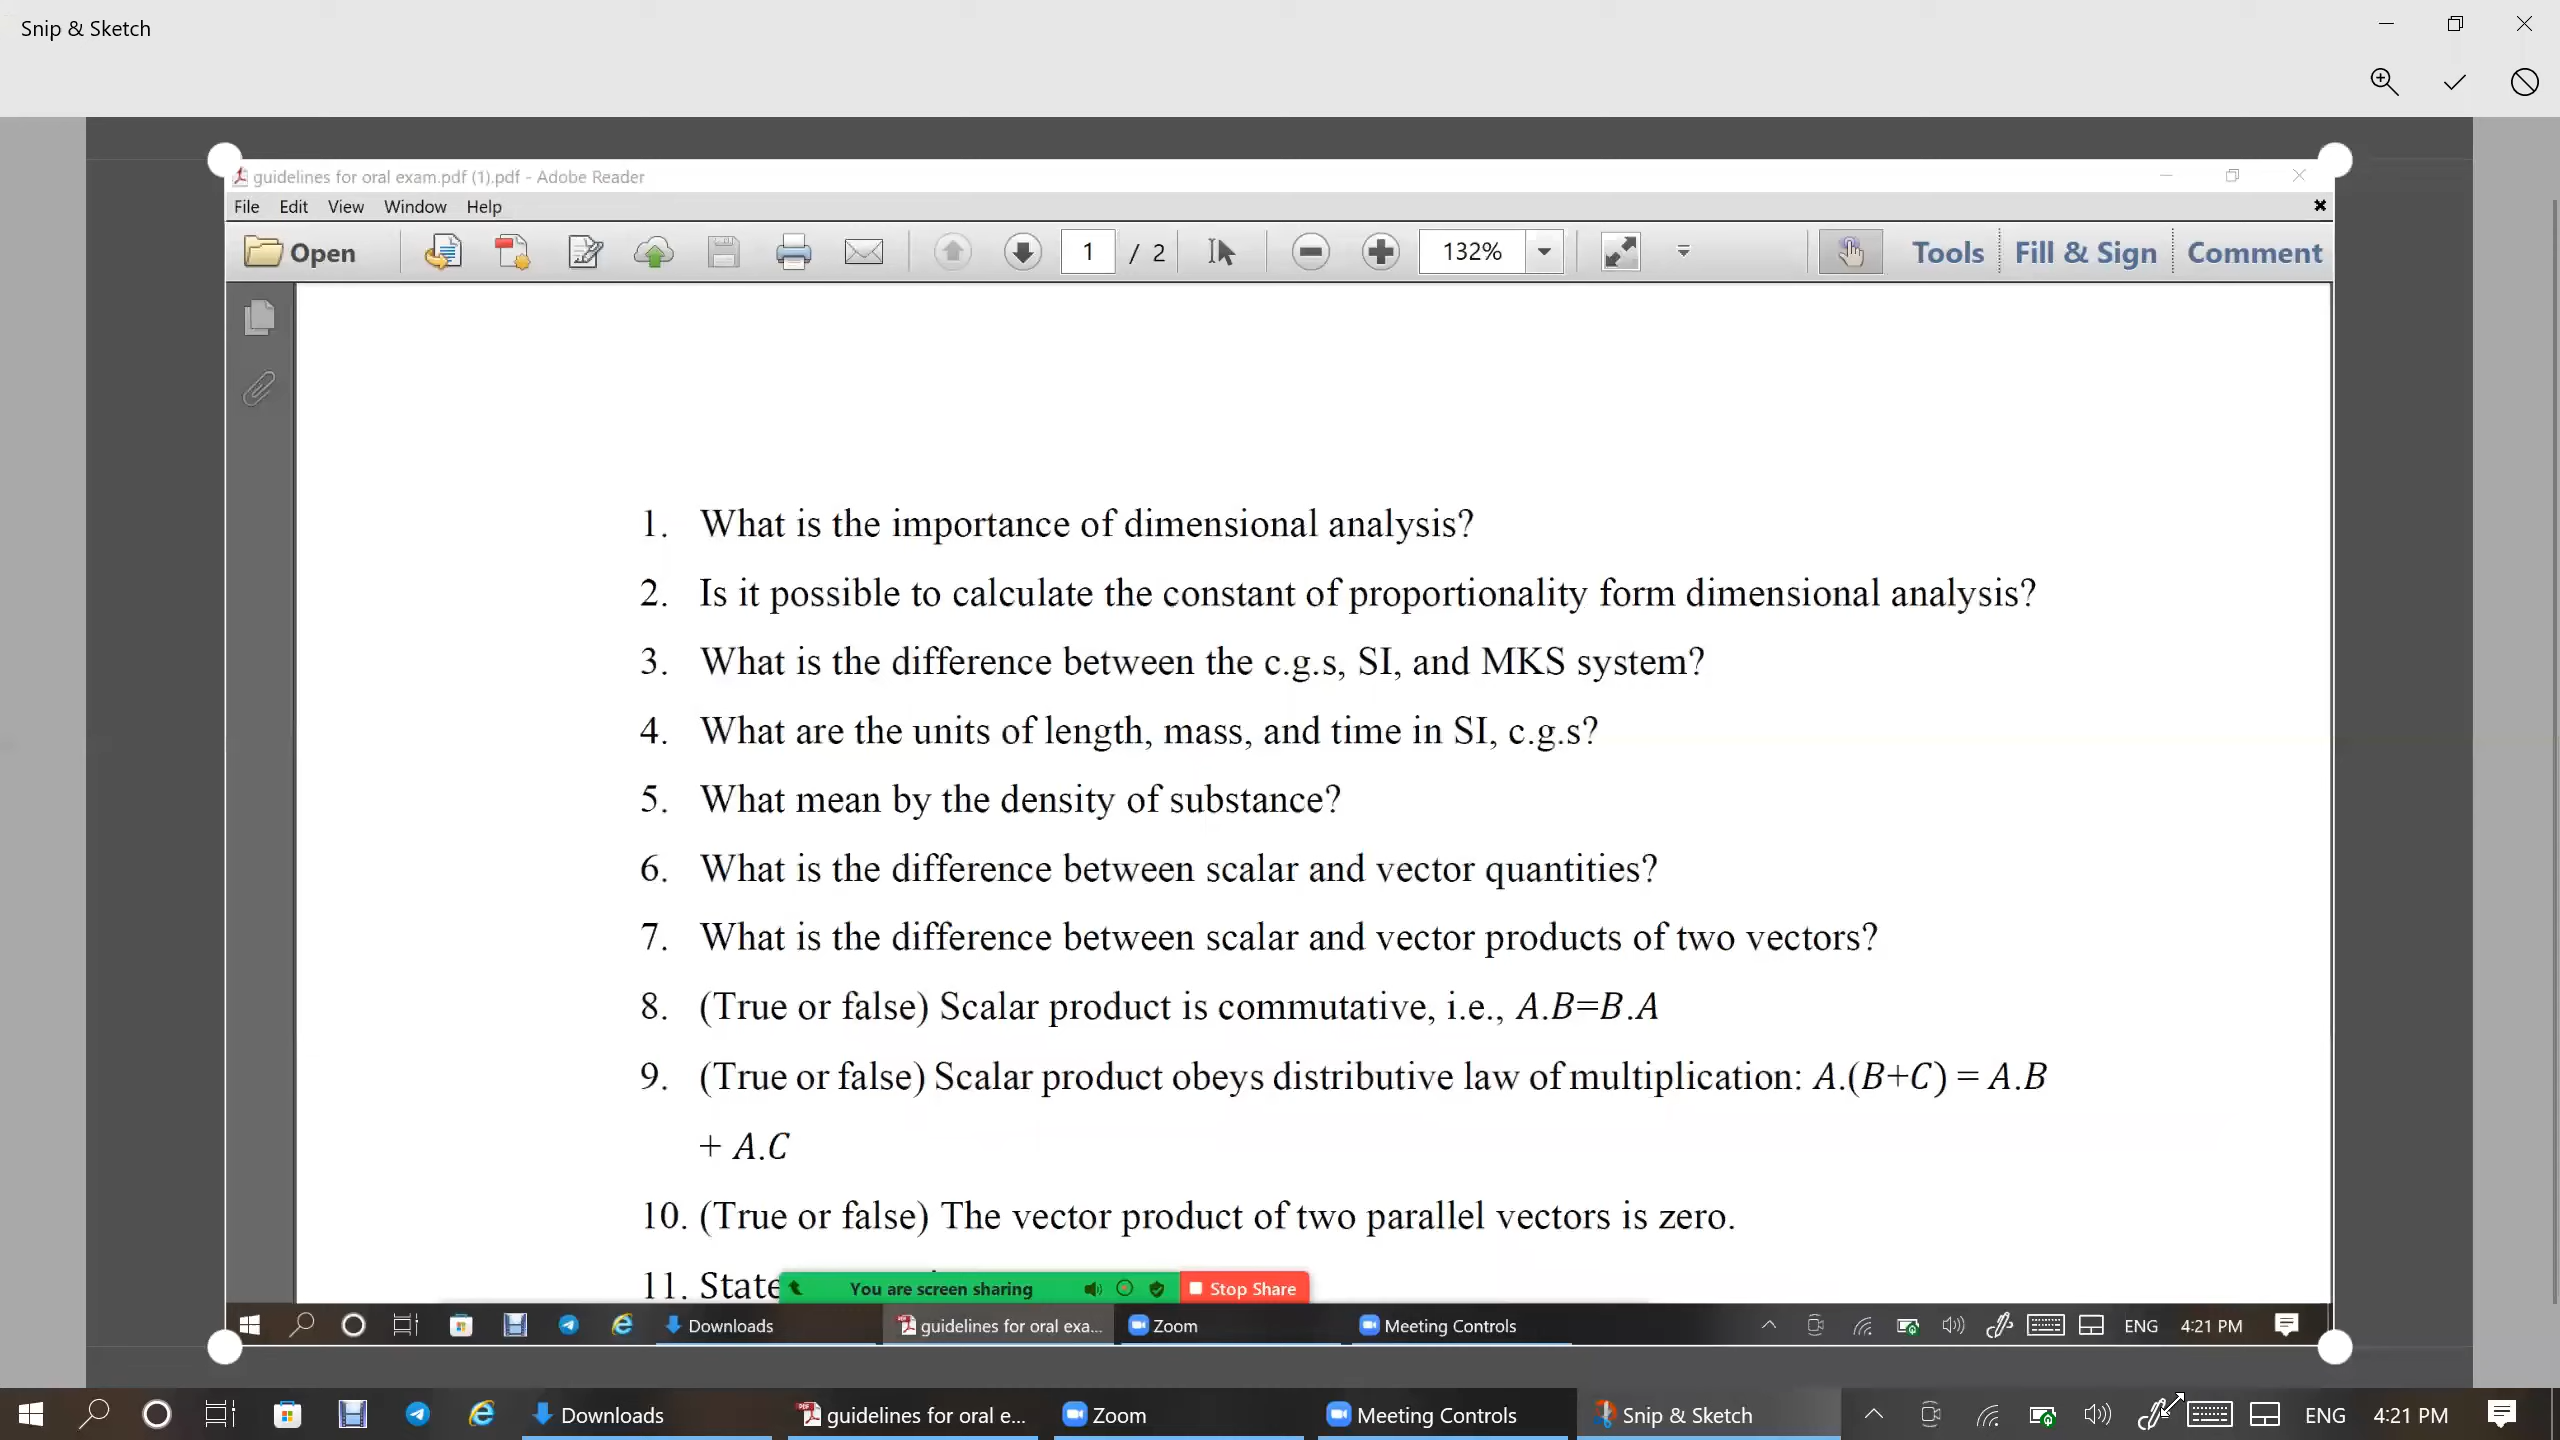 Snip & Sketch
guidelines for oral exam.pdf (1).pdf - Adobe Reader
File Edit View Window Help
Open 1 / 2 132% Tools Fill & Sign Comment
1. What is the importance of dimensional analysis?
2. Is it possible to calculate the constant of proportionality form dimensional analysis?
3. What is the difference between the c.g.s, SI, and MKS system?
4. What are the units of length, mass, and time in SI, c.g.s?
5. What mean by the density of substance?
6. What is the difference between scalar and vector quantities?
7. What is the difference between scalar and vector products of two vectors?
8. (True or false) Scalar product is commutative, i.e., A.B=B.A
9. (True or false) Scalar product obeys distributive law of multiplication: A.(B+C) = A.B
+ A.C
10. (True or false) The vector product of two parallel vectors is zero.
11. State
You are screen sharing Stop Share
Downloads guidelines for oral exa... Zoom Meeting Controls ENG 4:21 PM
Downloads guidelines for oral e... Zoom Meeting Controls Snip & Sketch ENG 4:21 PM